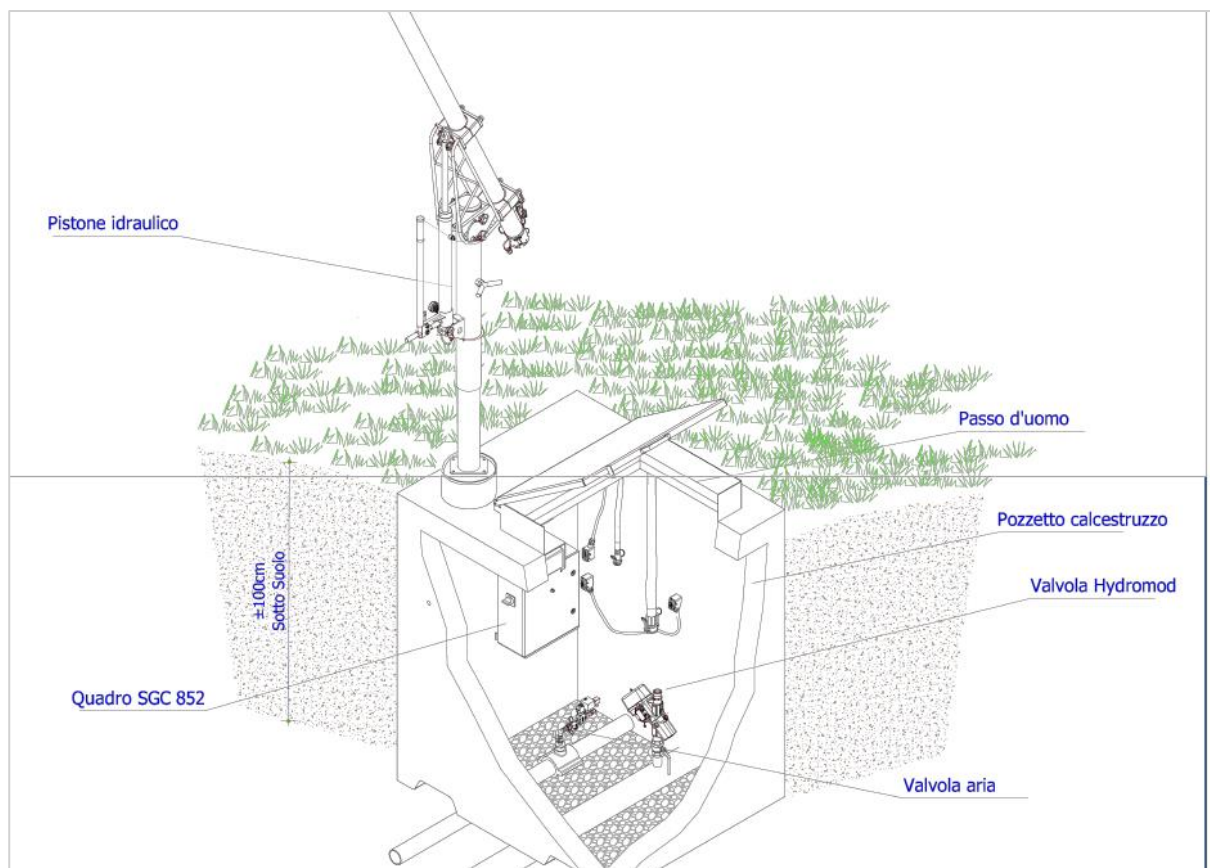 Pistone idraulico
Passo d'uomo
Pozzetto calcestruzzo
±100cm
Sotto Suolo
Valvola Hydromod
Quadro SGC 852
Valvola aria